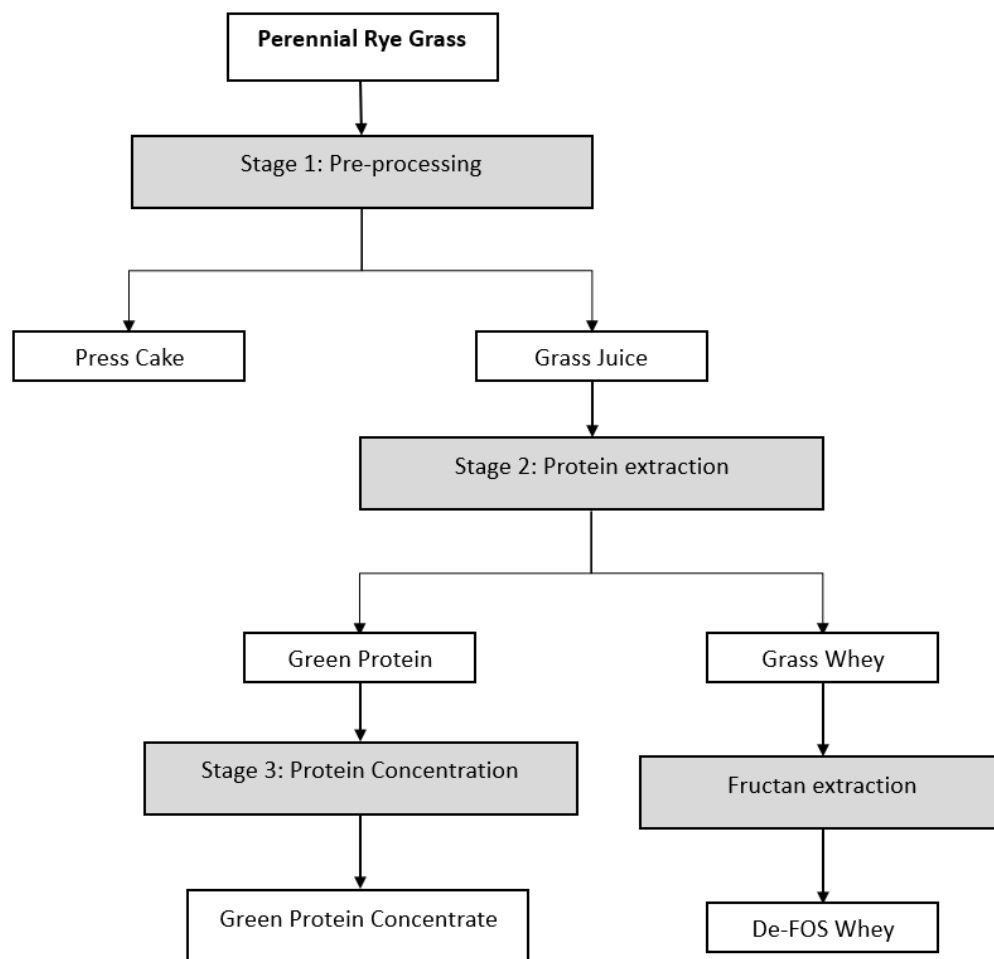 Perennial Rye Grass
Stage 1: Pre-processing
Press Cake
Grass Juice
Stage 2: Protein extraction
Green Protein
Grass Whey
Stage 3: Protein Concentration
Fructan extraction
Green Protein Concentrate
De-FOS Whey